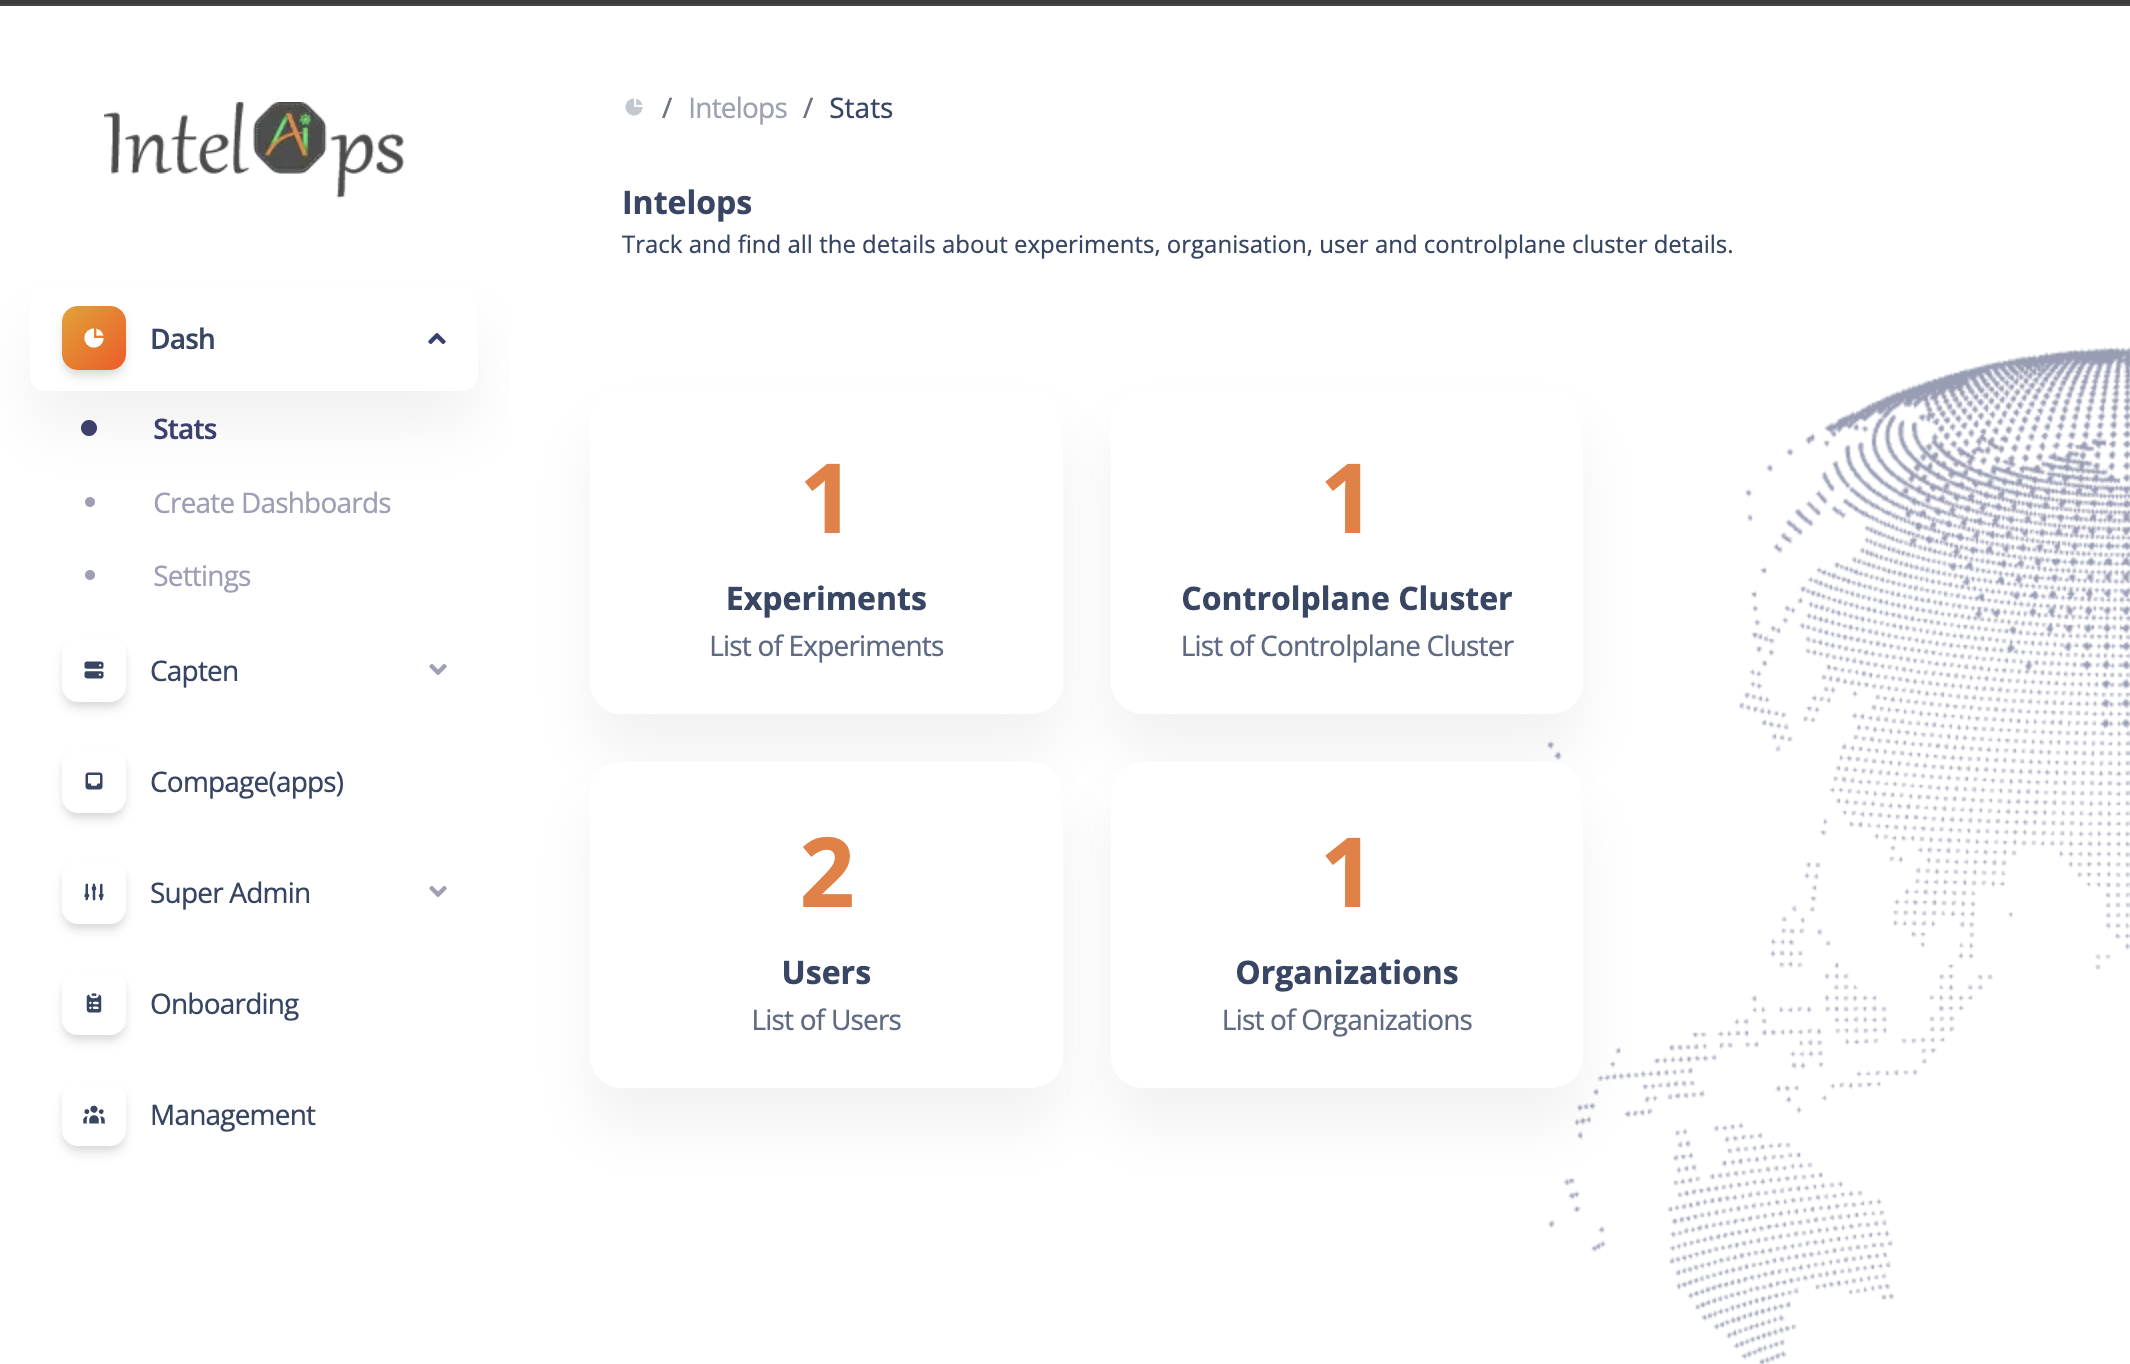 IntelAips
/ Intelops / Stats
Intelops
Track and find all the details about experiments, organisation, user and controlplane cluster details.
Dash
Stats
Create Dashboards
Settings
Capten
Compage(apps)
Super Admin
Onboarding
Management
1
Experiments
List of Experiments
1
Controlplane Cluster
List of Controlplane Cluster
2
Users
List of Users
1
Organizations
List of Organizations